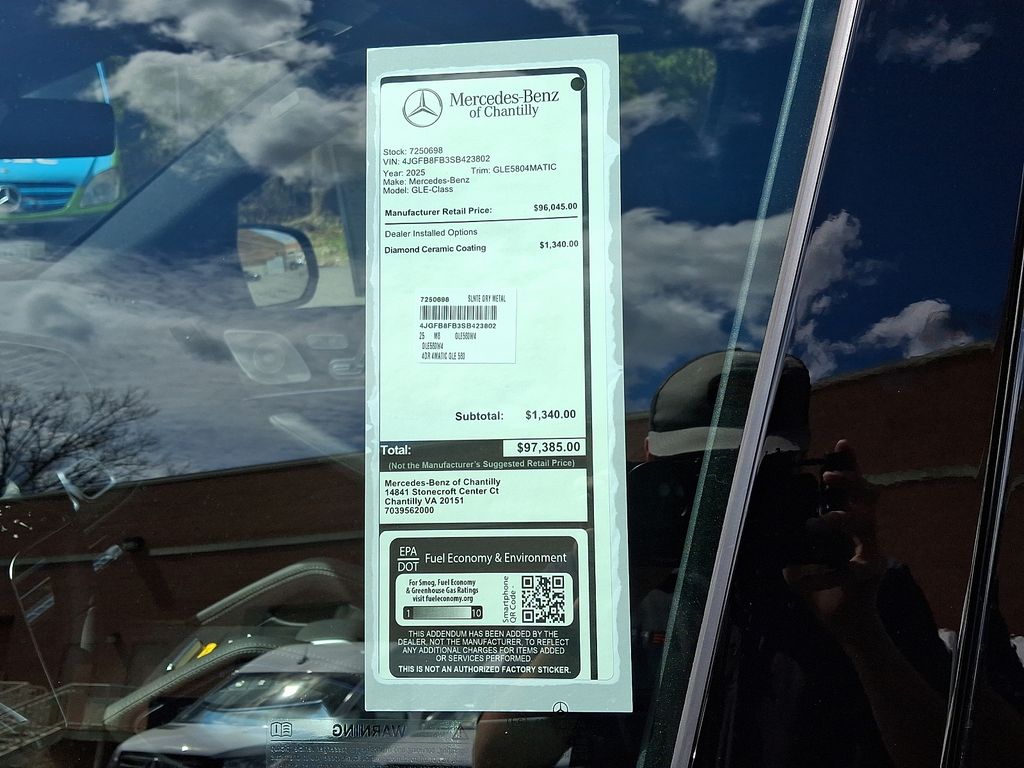 Mercedes-Benz
of Chantilly
Stock: 7250698
VIN: 4JGFB8FB3SB423802
Year: 2025 Trim: GLE5804MATIC
Make: Mercedes-Benz
Model: GLE-Class
Manufacturer Retail Price: $96,045.00
Dealer Installed Options
Diamond Ceramic Coating $1,340.00
7250698 SLNTE GRY METAL
4JGFB8FB3SB423802
25 MB GLE580W4
GLE580W4
4DR 4MATIC GLE 580
Subtotal: $1,340.00
Total: $97,385.00
(Not the Manufacturer's Suggested Retail Price)
Mercedes-Benz of Chantilly
14841 Stonecroft Center Ct
Chantilly VA 20151
7039562000
EPA
DOT Fuel Economy & Environment
For Smog, Fuel Economy
& Greenhouse Gas Ratings
visit fueleconomy.org
1 10
Smartphone
QR Code -
THIS ADDENDUM HAS BEEN ADDED BY THE
DEALER, NOT THE MANUFACTURER, TO REFLECT
ANY ADDITIONAL CHARGES FOR ITEMS ADDED
OR SERVICES PERFORMED
THIS IS NOT AN AUTHORIZED FACTORY STICKER.
WARNING